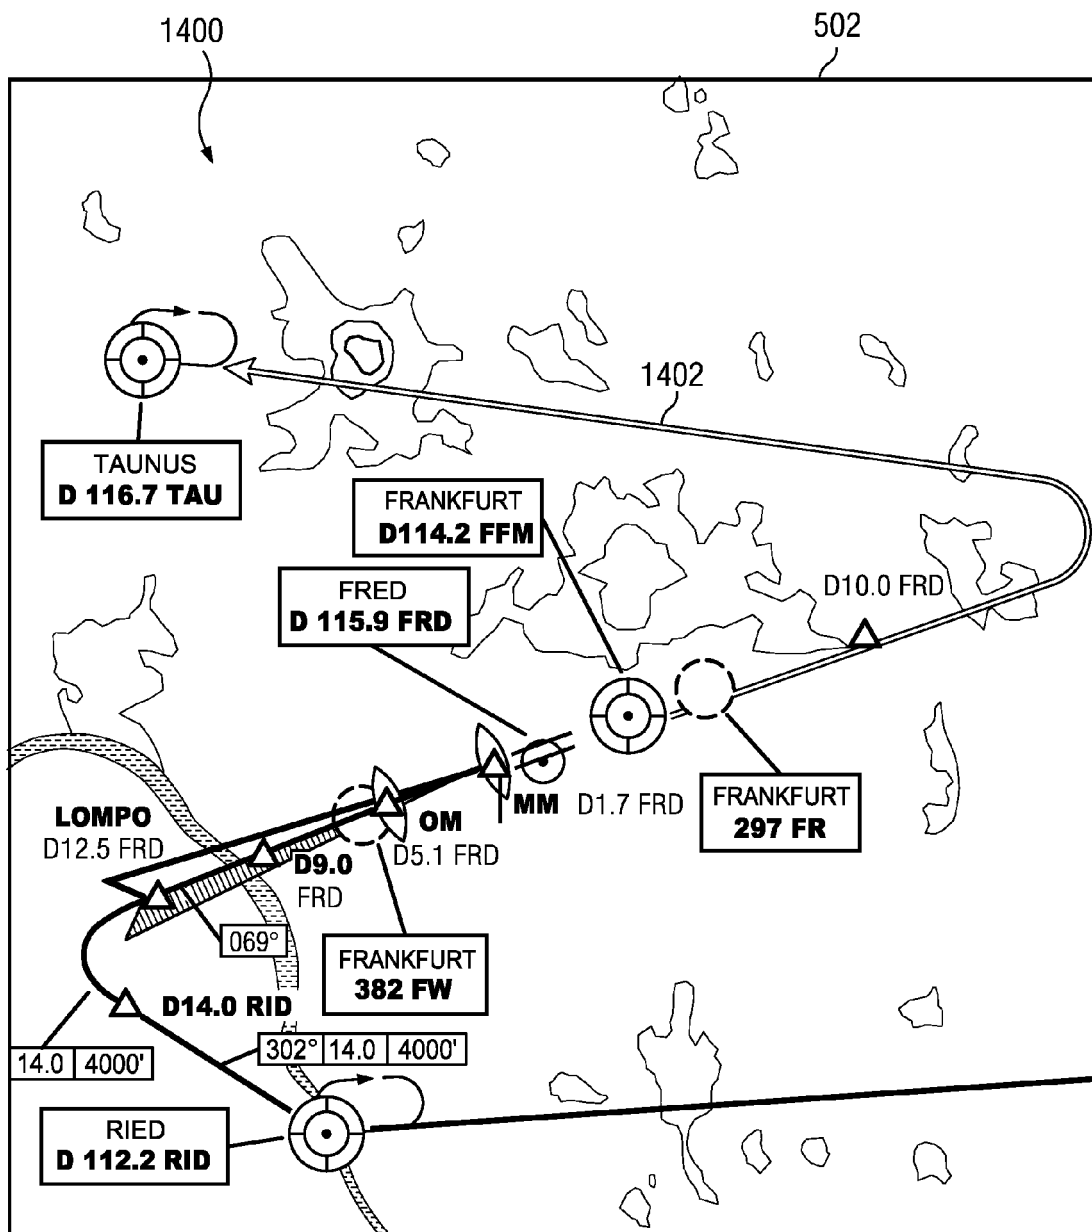 1400
502
1402
TAUNUS
D 116.7 TAU
FRANKFURT
D114.2 FFM
FRED
D 115.9 FRD
D10.0 FRD
LOMPO
D12.5 FRD
MM
D1.7 FRD
OM
D5.1 FRD
FRANKFURT
297 FR
D9.0
FRD
069°
FRANKFURT
382 FW
D14.0 RID
302° 14.0 4000'
14.0 4000'
RIED
D 112.2 RID